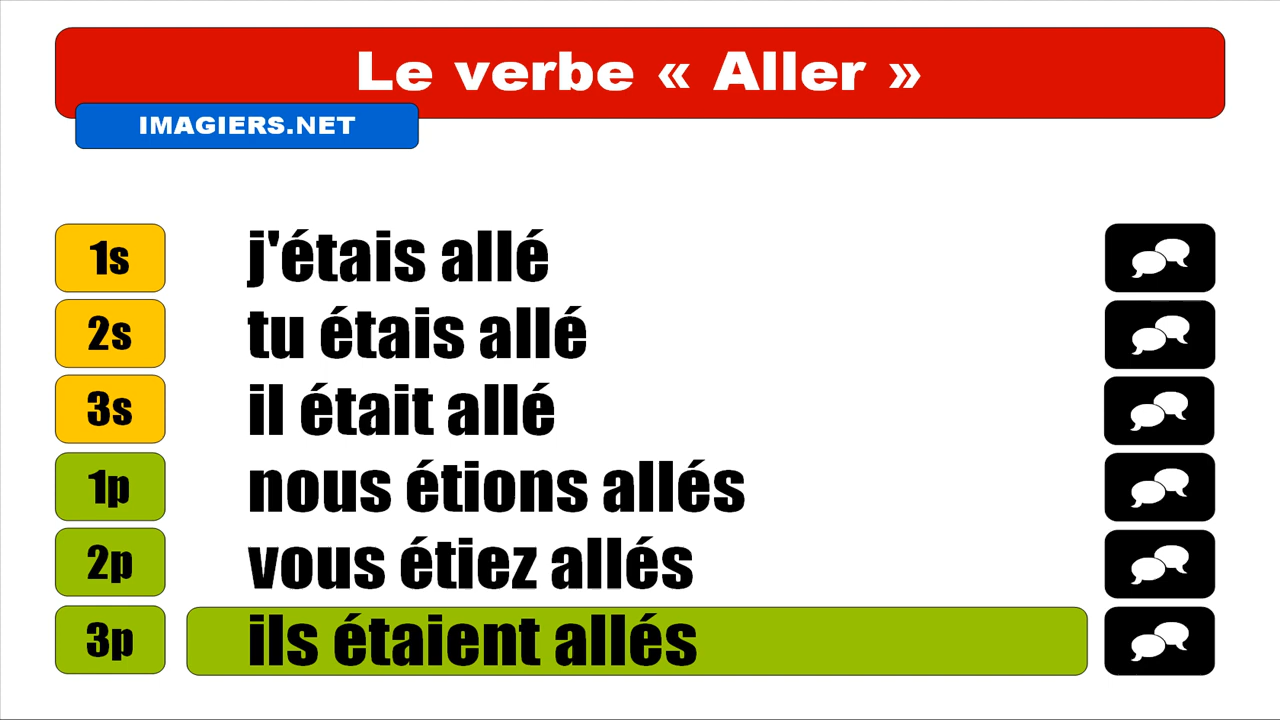 Le verbe « Aller »
IMAGIERS.NET
1s j'étais allé
2s tu étais allé
3s il était allé
1p nous étions allés
2p vous étiez allés
3p ils étaient allés